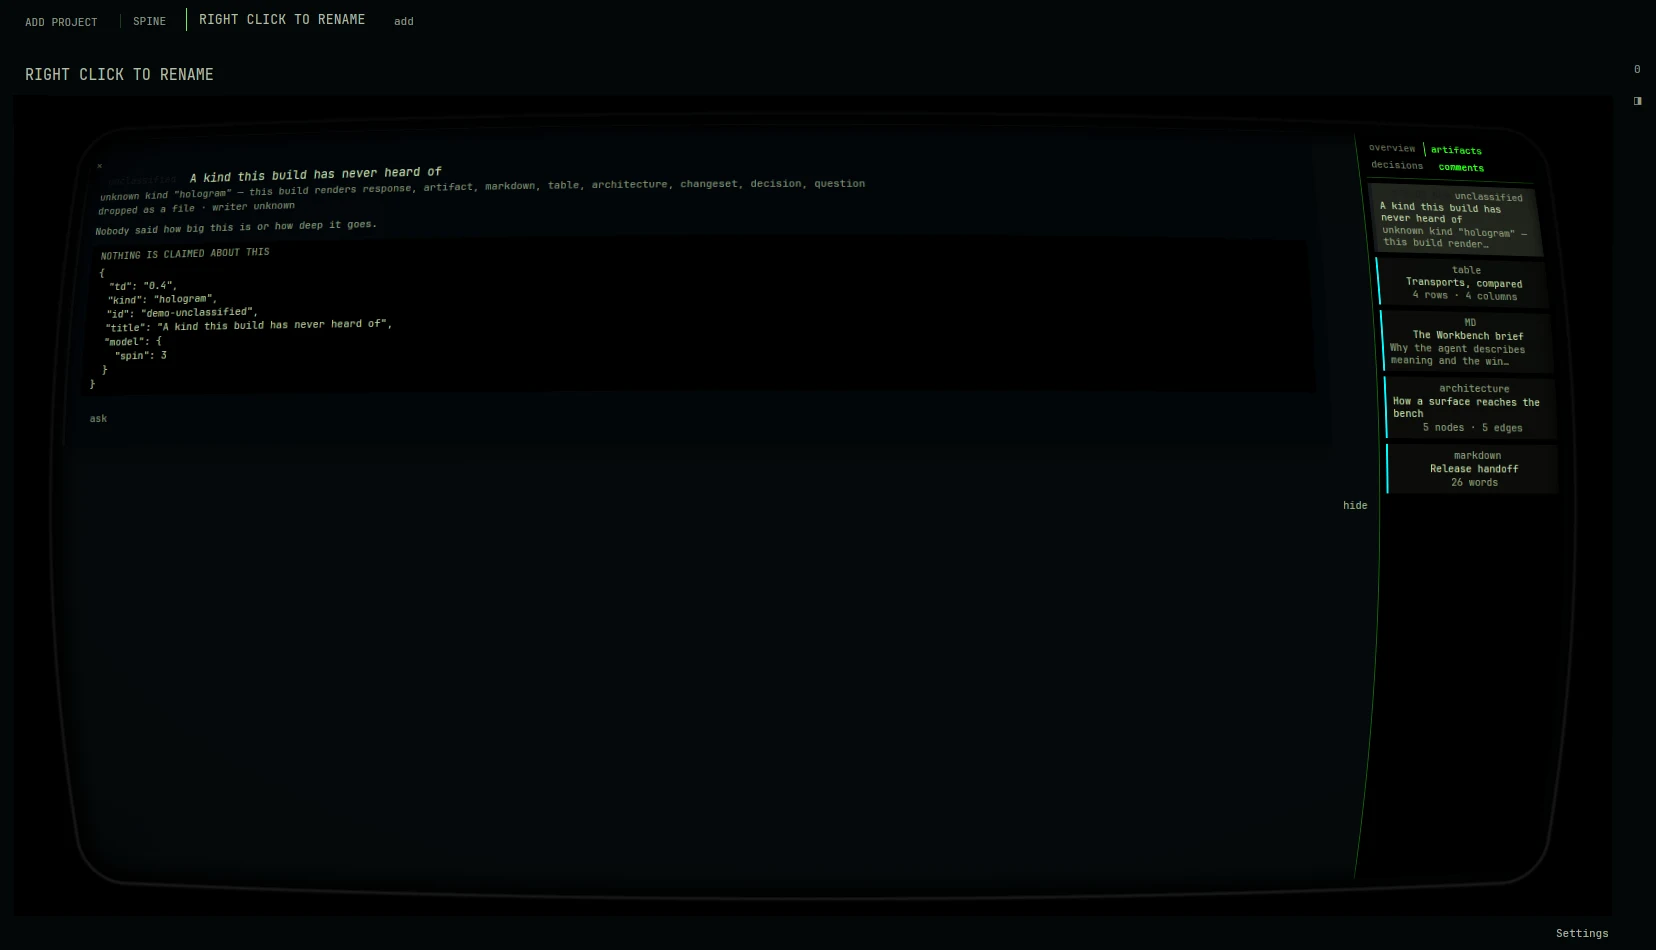 ADD PROJECT
SPINE
RIGHT CLICK TO RENAME
add
RIGHT CLICK TO RENAME
0
×
unclassified A kind this build has never heard of
unknown kind "hologram" — this build renders response, artifact, markdown, table, architecture, changeset, decision, question
dropped as a file · writer unknown
Nobody said how big this is or how deep it goes.
NOTHING IS CLAIMED ABOUT THIS
{
"td": "0.4",
"kind": "hologram",
"id": "demo-unclassified",
"title": "A kind this build has never heard of",
"model": {
"spin": 3
}
}
ask
overview artifacts
decisions comments
unclassified
A kind this build has
never heard of
unknown kind "hologram" —
this build render…
table
Transports, compared
4 rows · 4 columns
MD
The Workbench brief
Why the agent describes
meaning and the win…
architecture
How a surface reaches the
bench
5 nodes · 5 edges
markdown
Release handoff
26 words
hide
Settings